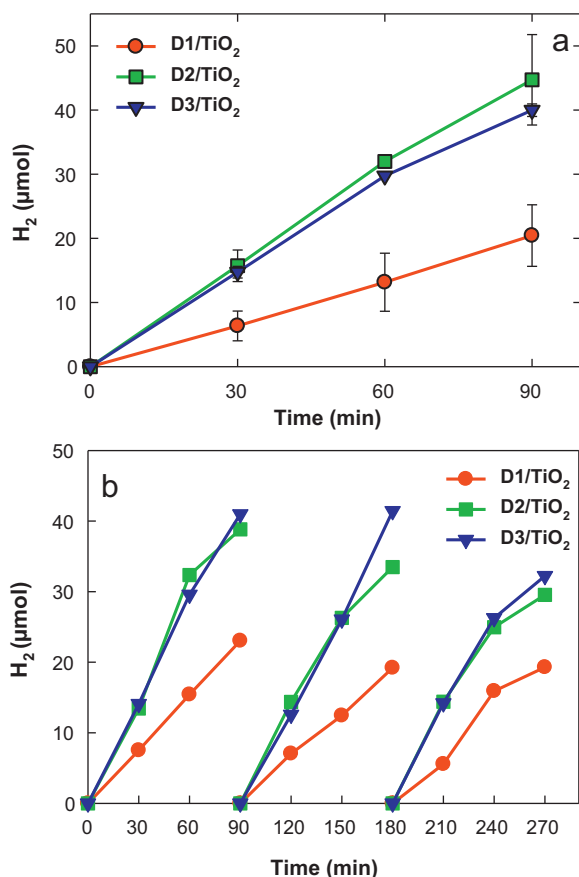 a
D1/TiO₂
D2/TiO₂
D3/TiO₂
50
40
30
20
10
0
H₂ (µmol)
0 30 60 90
Time (min)
b
D1/TiO₂
D2/TiO₂
D3/TiO₂
50
40
30
20
10
0
H₂ (µmol)
0 30 60 90 120 150 180 210 240 270
Time (min)